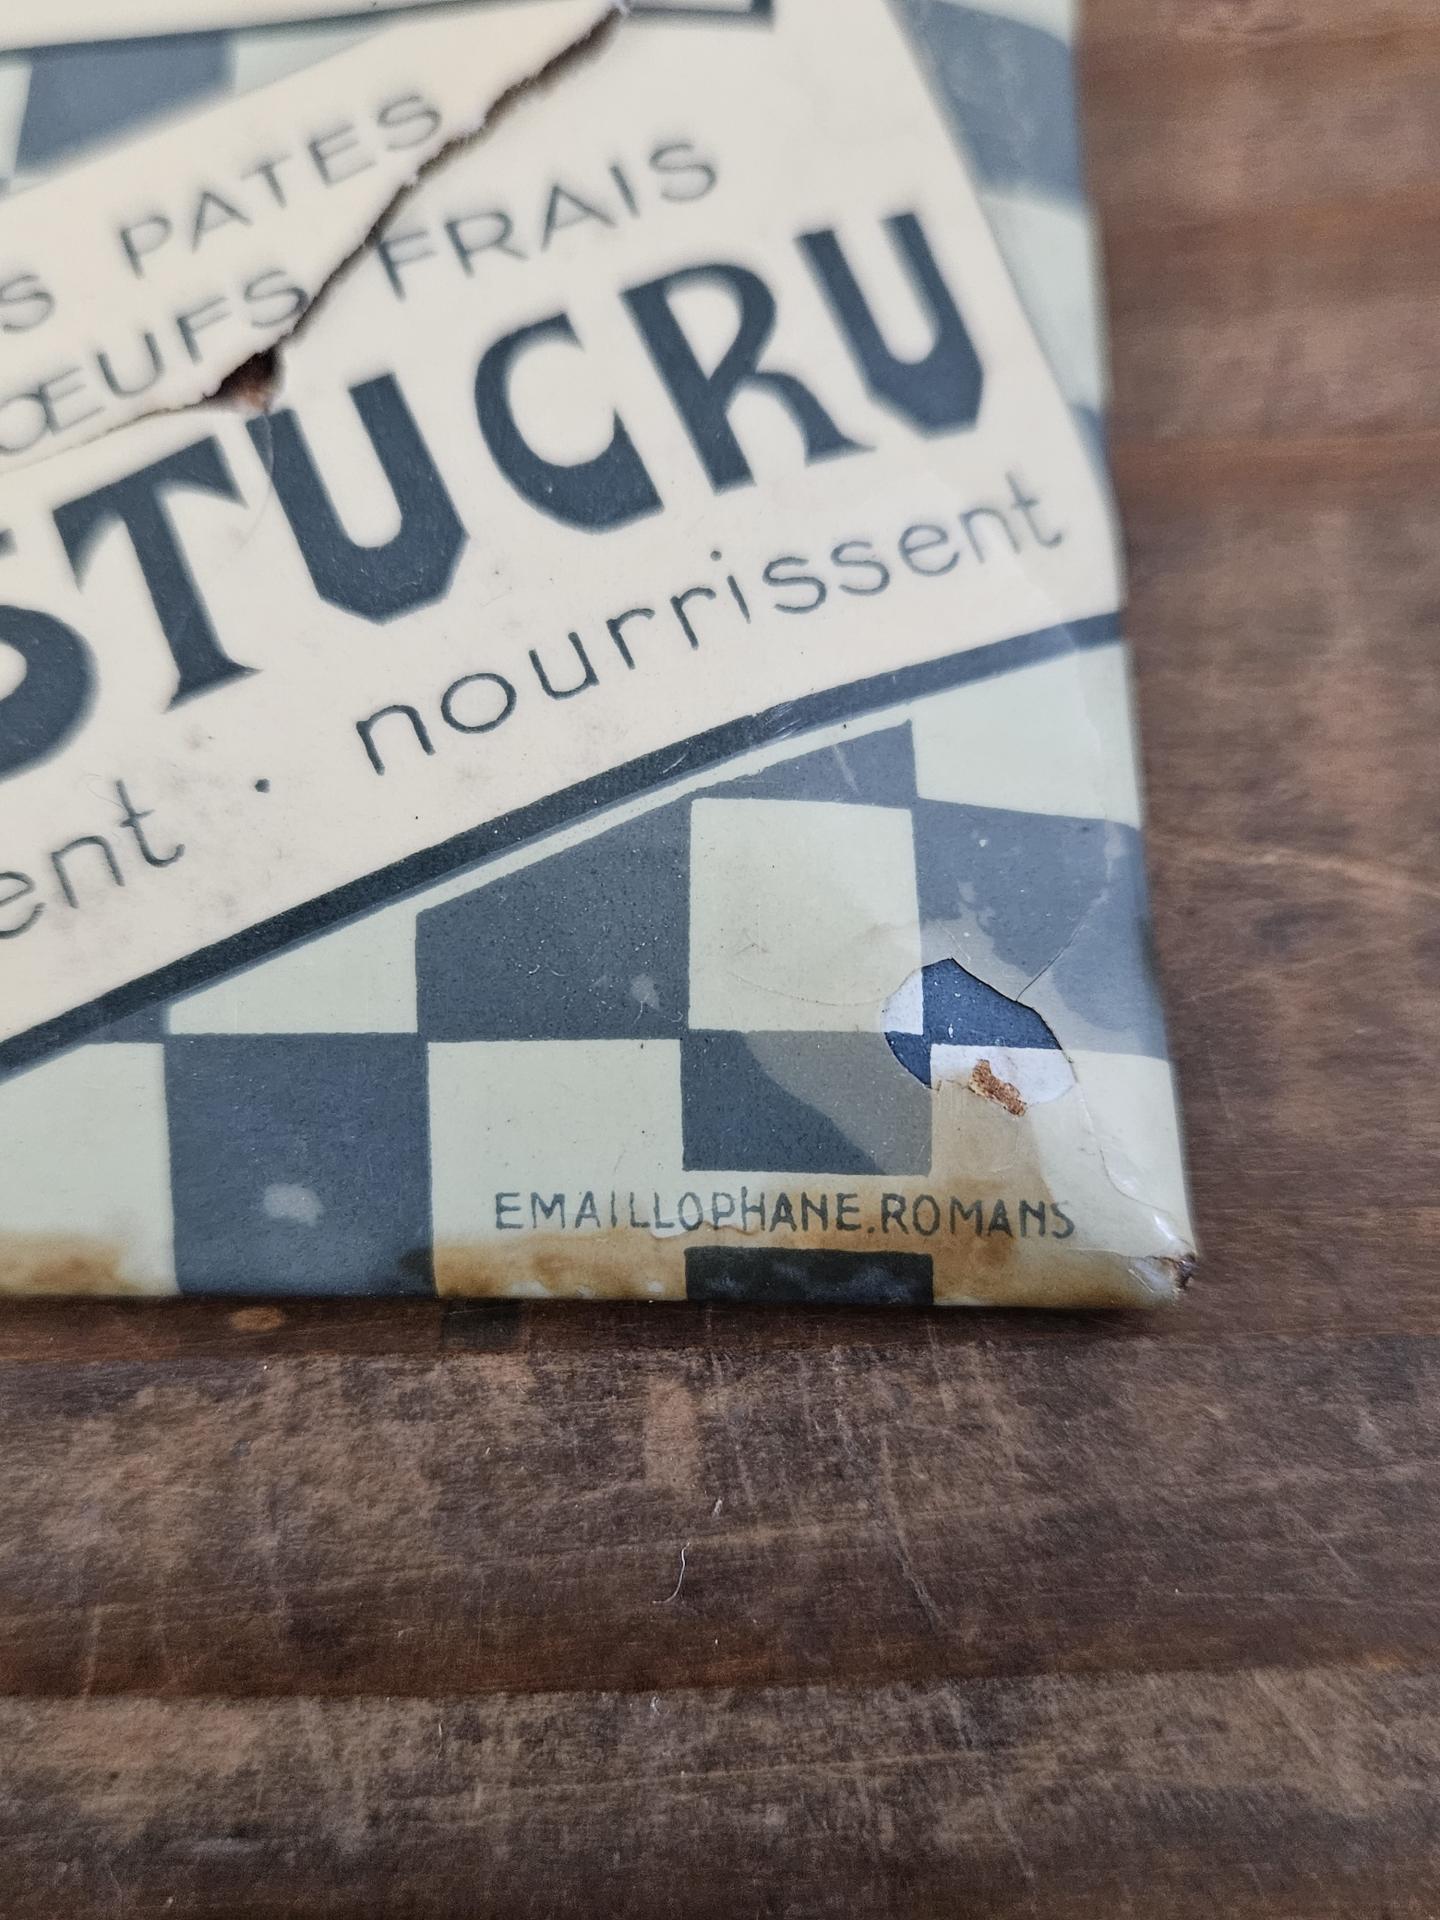 S PATES
ŒUFS FRAIS
STUCRU
ent · nourrissent
EMAILLOPHANE.ROMANS